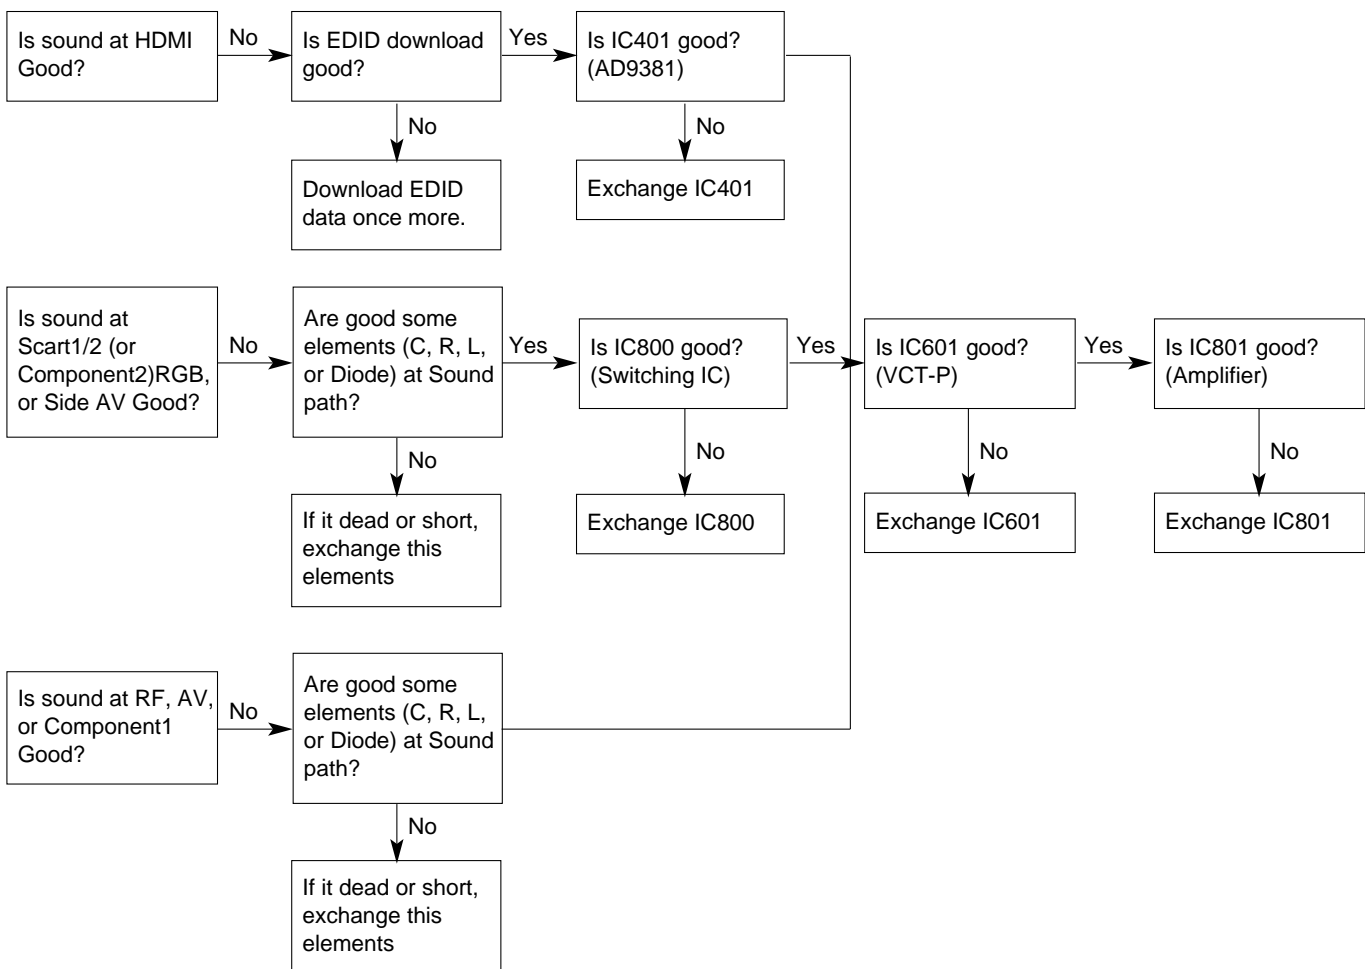 Is sound at HDMI
Good?
No
Is EDID download
good?
Yes
Is IC401 good?
(AD9381)
No
Download EDID
data once more.
No
Exchange IC401
Is sound at
Scart1/2 (or
Component2)RGB,
or Side AV Good?
No
Are good some
elements (C, R, L,
or Diode) at Sound
path?
Yes
Is IC800 good?
(Switching IC)
Yes
Is IC601 good?
(VCT-P)
Yes
Is IC801 good?
(Amplifier)
No
If it dead or short,
exchange this
elements
No
Exchange IC800
No
Exchange IC601
No
Exchange IC801
Is sound at RF, AV,
or Component1
Good?
No
Are good some
elements (C, R, L,
or Diode) at Sound
path?
No
If it dead or short,
exchange this
elements